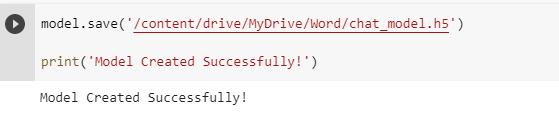 model.save('/content/drive/MyDrive/Word/chat_model.h5')
print('Model Created Successfully!')
Model Created Successfully!